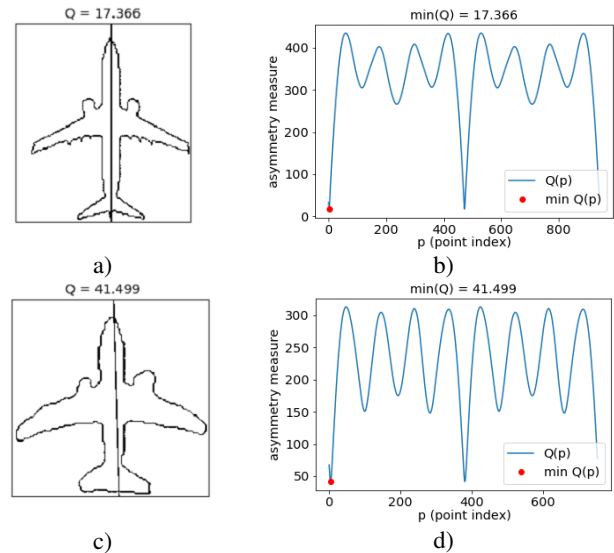 Q = 17.366
min(Q) = 17.366
asymmetry measure
400
300
200
100
0
Q(p)
min Q(p)
0 200 400 600 800
p (point index)
a) b)
Q = 41.499
min(Q) = 41.499
asymmetry measure
300
250
200
150
100
50
Q(p)
min Q(p)
0 200 400 600
p (point index)
c) d)